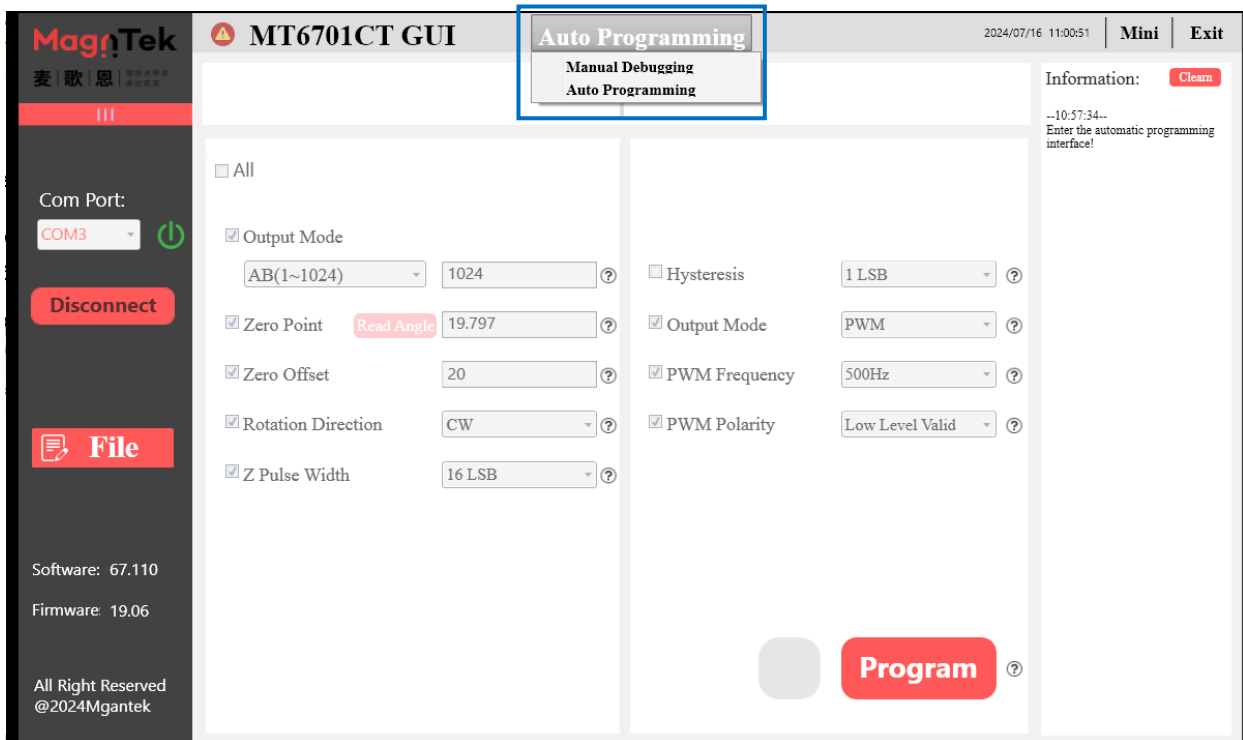 MagnTek
麦 歌 恩
III
MT6701CT GUI
Auto Programming
Manual Debugging
Auto Programming
2024/07/16 11:00:51
Mini
Exit
Com Port:
COM3
Disconnect
File
Software: 67.110
Firmware: 19.06
All Right Reserved
@2024Mgantek
All
Output Mode
AB(1~1024) 1024 ?
Zero Point Read Angle 19.797 ?
Zero Offset 20 ?
Rotation Direction CW ?
Z Pulse Width 16 LSB ?
Hysteresis 1 LSB ?
Output Mode PWM ?
PWM Frequency 500Hz ?
PWM Polarity Low Level Valid ?
Program ?
Information: Clearn
--10:57:34--
Enter the automatic programming
interface!